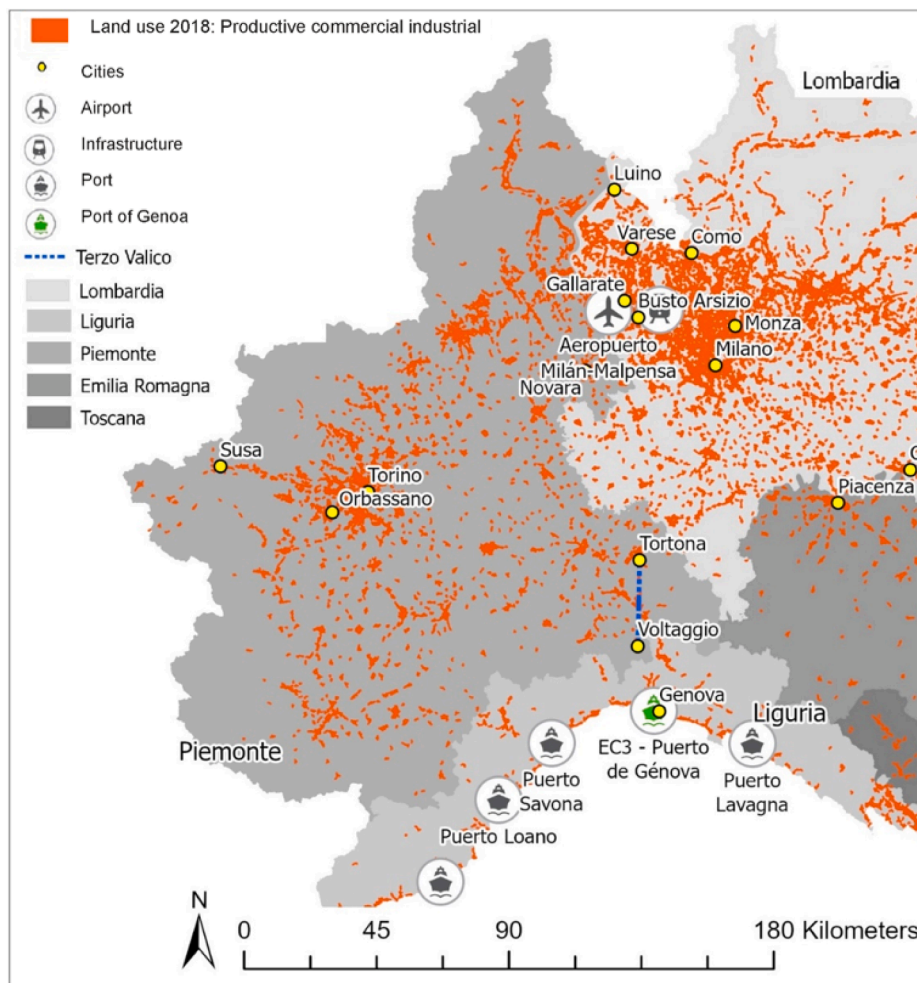 Land use 2018: Productive commercial industrial
Cities
Airport
Infrastructure
Port
Port of Genoa
Terzo Valico
Lombardia
Liguria
Piemonte
Emilia Romagna
Toscana
Lombardia
Luino
Varese
Como
Gallarate
Busto Arsizio
Monza
Aeropuerto
Milán-Malpensa
Milano
Novara
Susa
Torino
Orbassano
Piacenza
Tortona
Voltaggio
Genova
Liguria
Piemonte
EC3 - Puerto
de Génova
Puerto
Savona
Puerto
Lavagna
Puerto Loano
N
0 45 90 180 Kilometers